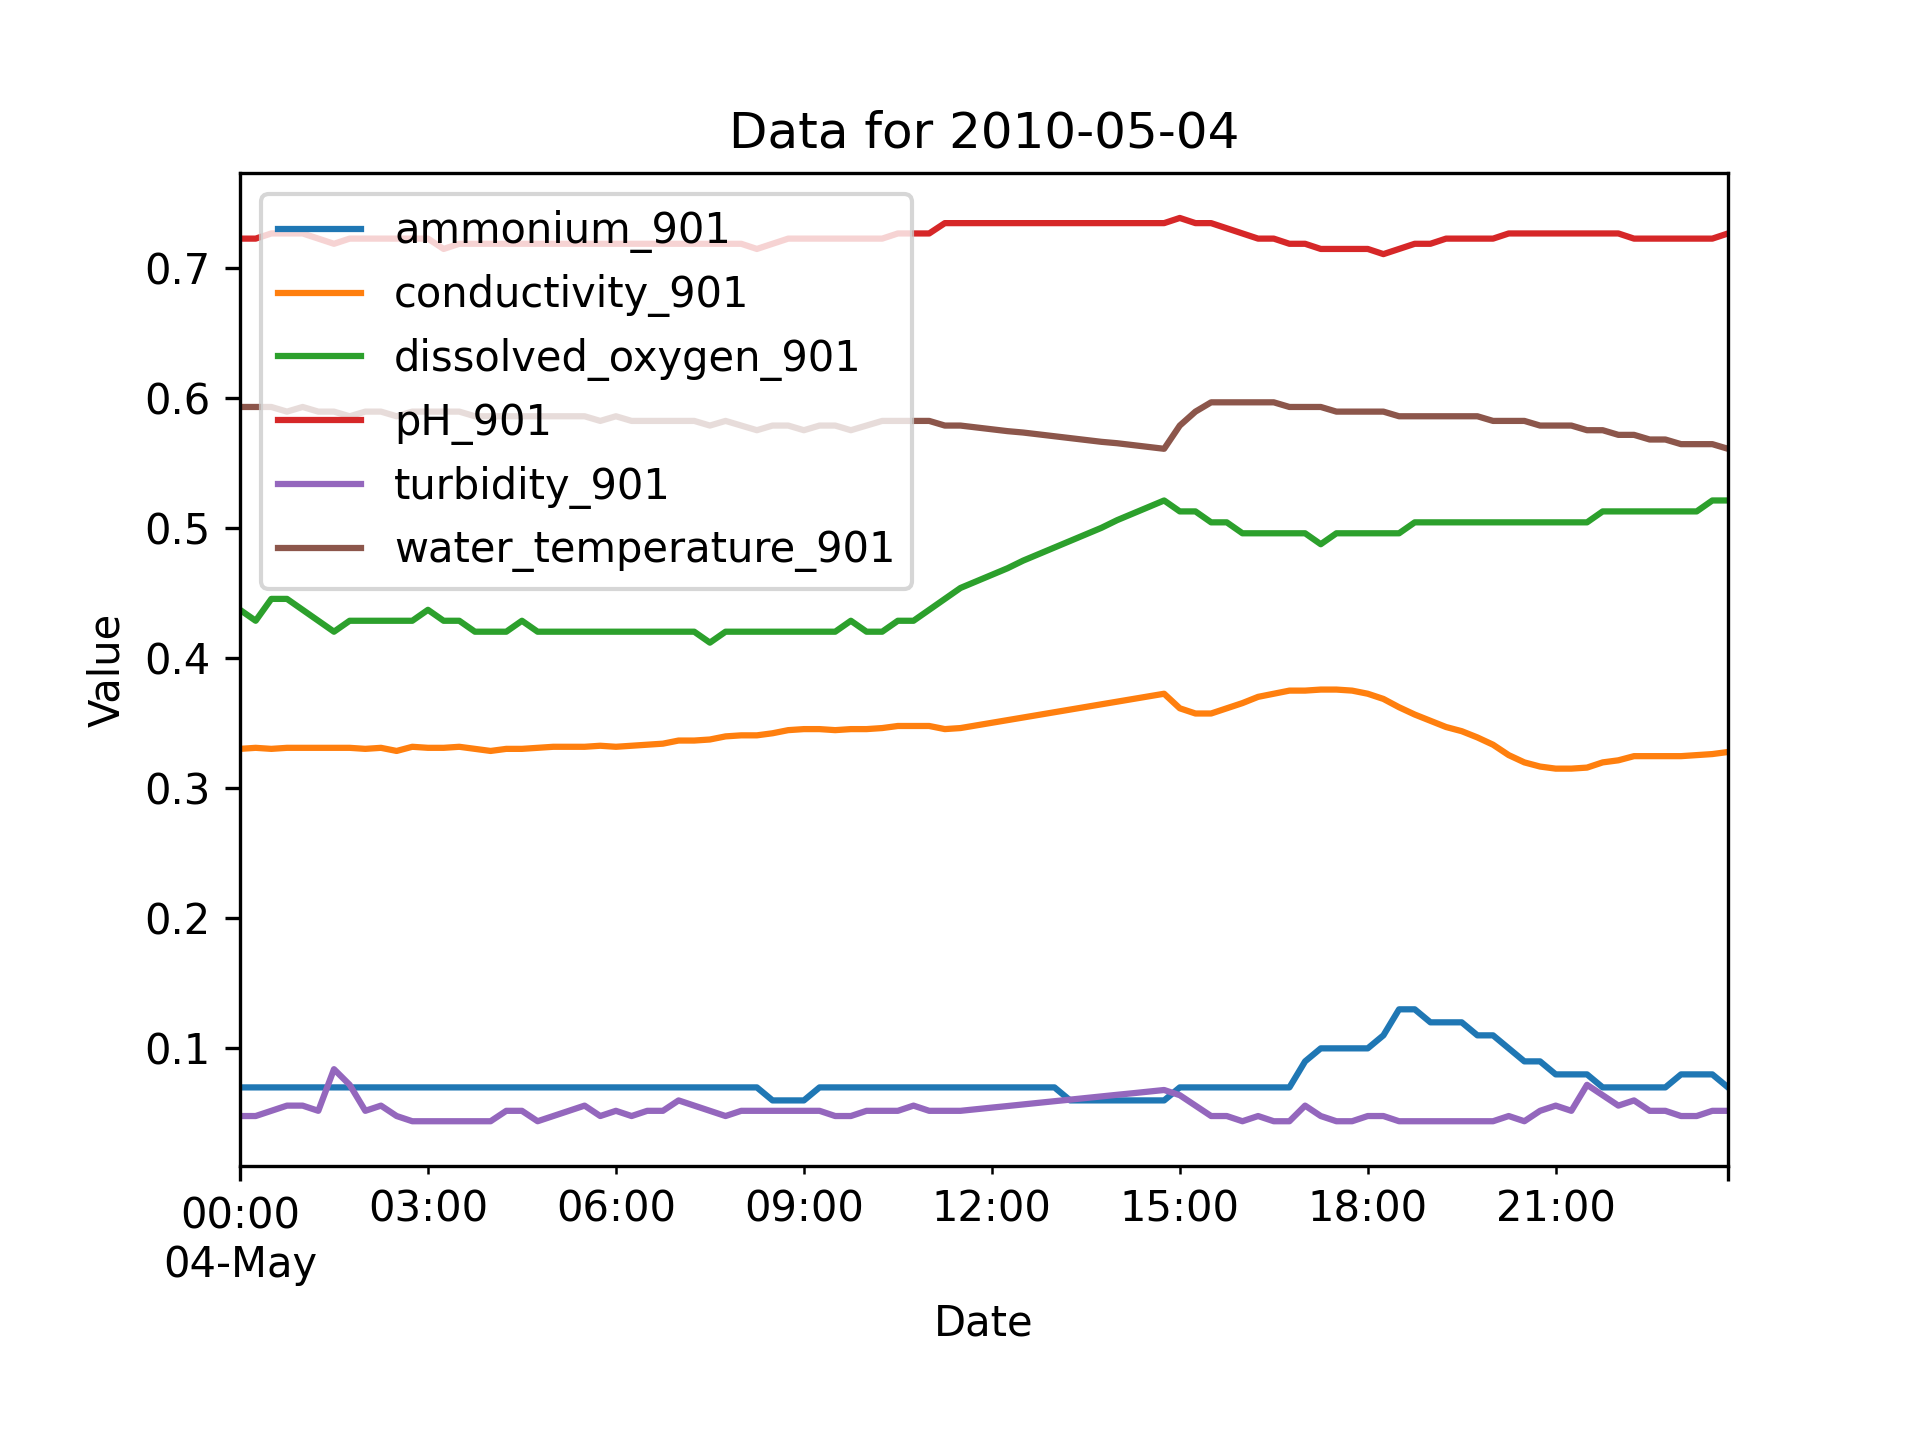 Data for 2010-05-04
ammonium_901
conductivity_901
dissolved_oxygen_901
pH_901
turbidity_901
water_temperature_901
0.7
0.6
0.5
0.4
0.3
0.2
0.1
Value
00:00 03:00 06:00 09:00 12:00 15:00 18:00 21:00
04-May
Date